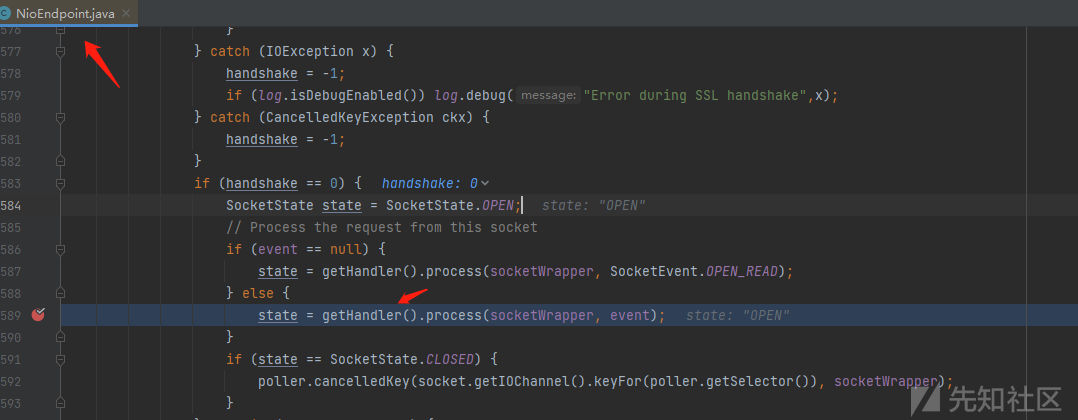 NioEndpoint.java ×
576 }
577 } catch (IOException x) {
578 handshake = -1;
579 if (log.isDebugEnabled()) log.debug( message: "Error during SSL handshake",x);
580 } catch (CancelledKeyException ckx) {
581 handshake = -1;
582 }
583 if (handshake == 0) { handshake: 0
584 SocketState state = SocketState.OPEN; state: "OPEN"
585 // Process the request from this socket
586 if (event == null) {
587 state = getHandler().process(socketWrapper, SocketEvent.OPEN_READ);
588 } else {
589 state = getHandler().process(socketWrapper, event); state: "OPEN"
590 }
591 if (state == SocketState.CLOSED) {
592 poller.cancelledKey(socket.getIOChannel().keyFor(poller.getSelector()), socketWrapper);
593 }
先知社区